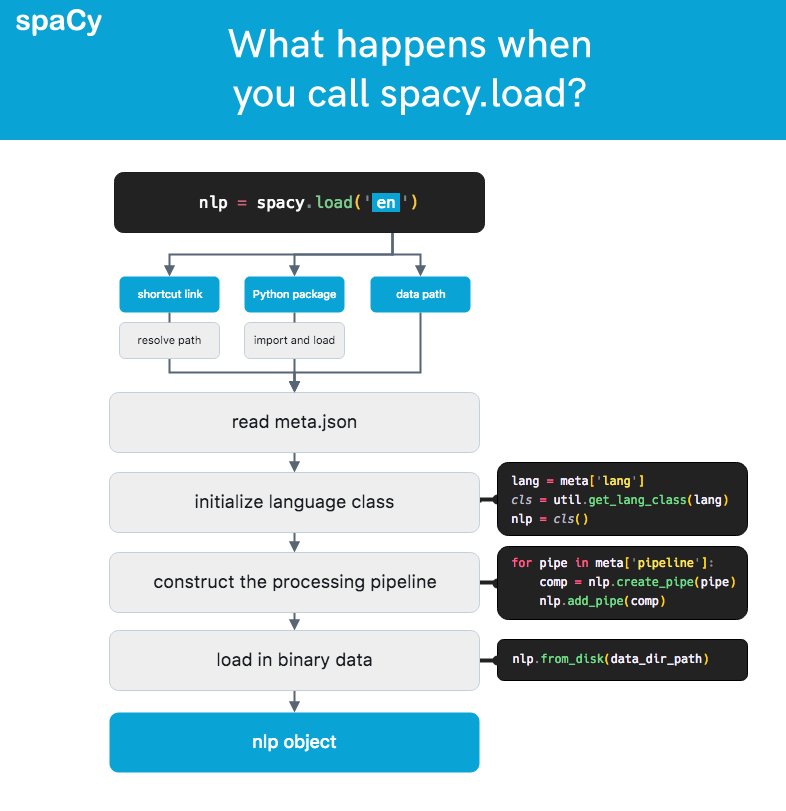 spaCy
What happens when
you call spacy.load?
nlp = spacy.load('en')
shortcut link
Python package
data path
resolve path
import and load
read meta.json
initialize language class
lang = meta['lang']
cls = util.get_lang_class(lang)
nlp = cls()
construct the processing pipeline
for pipe in meta['pipeline']:
    comp = nlp.create_pipe(pipe)
    nlp.add_pipe(comp)
load in binary data
nlp.from_disk(data_dir_path)
nlp object